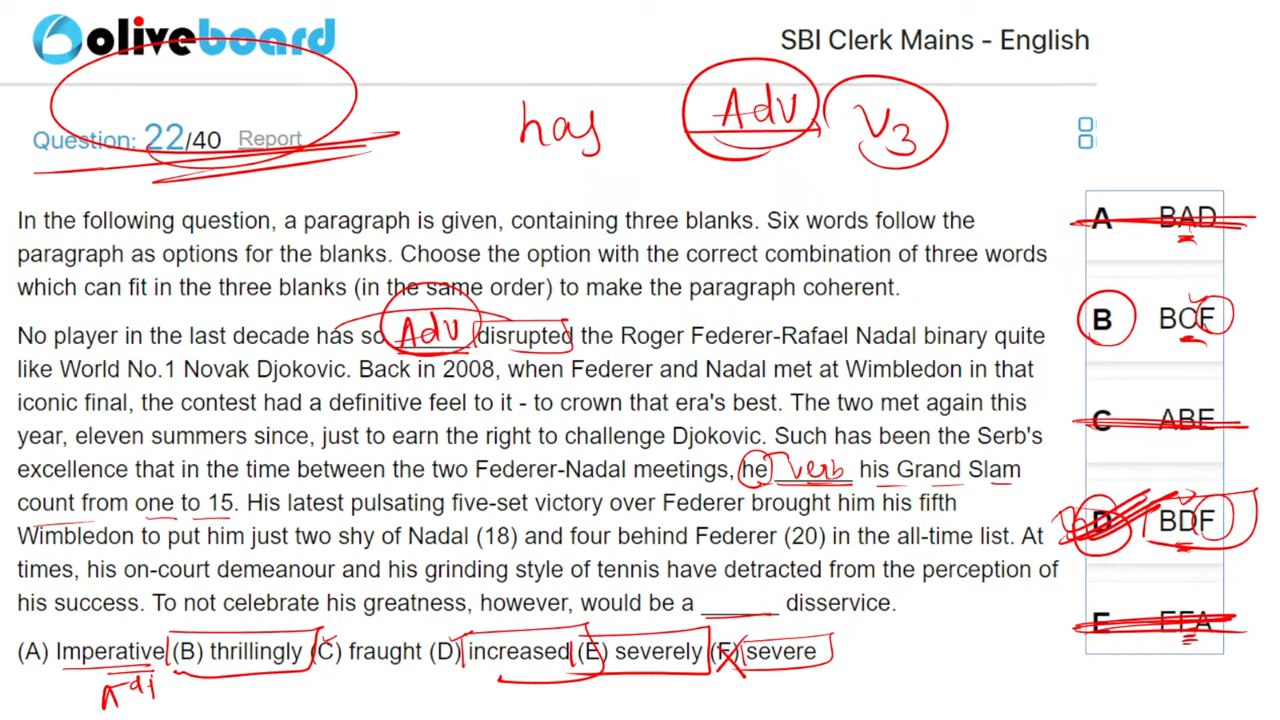 oliveboard
SBI Clerk Mains - English
has Adv V3
Question: 22/40 Report
In the following question, a paragraph is given, containing three blanks. Six words follow the
paragraph as options for the blanks. Choose the option with the correct combination of three words
which can fit in the three blanks (in the same order) to make the paragraph coherent.
No player in the last decade has so Adv disrupted the Roger Federer-Rafael Nadal binary quite
like World No.1 Novak Djokovic. Back in 2008, when Federer and Nadal met at Wimbledon in that
iconic final, the contest had a definitive feel to it - to crown that era's best. The two met again this
year, eleven summers since, just to earn the right to challenge Djokovic. Such has been the Serb's
excellence that in the time between the two Federer-Nadal meetings, he verb his Grand Slam
count from one to 15. His latest pulsating five-set victory over Federer brought him his fifth
Wimbledon to put him just two shy of Nadal (18) and four behind Federer (20) in the all-time list. At
times, his on-court demeanour and his grinding style of tennis have detracted from the perception of
his success. To not celebrate his greatness, however, would be a ______ disservice.
(A) Imperative (B) thrillingly (C) fraught (D) increased (E) severely (F) severe
Adj
A BAD
B BCF
C ABE
D BDF
E EFA